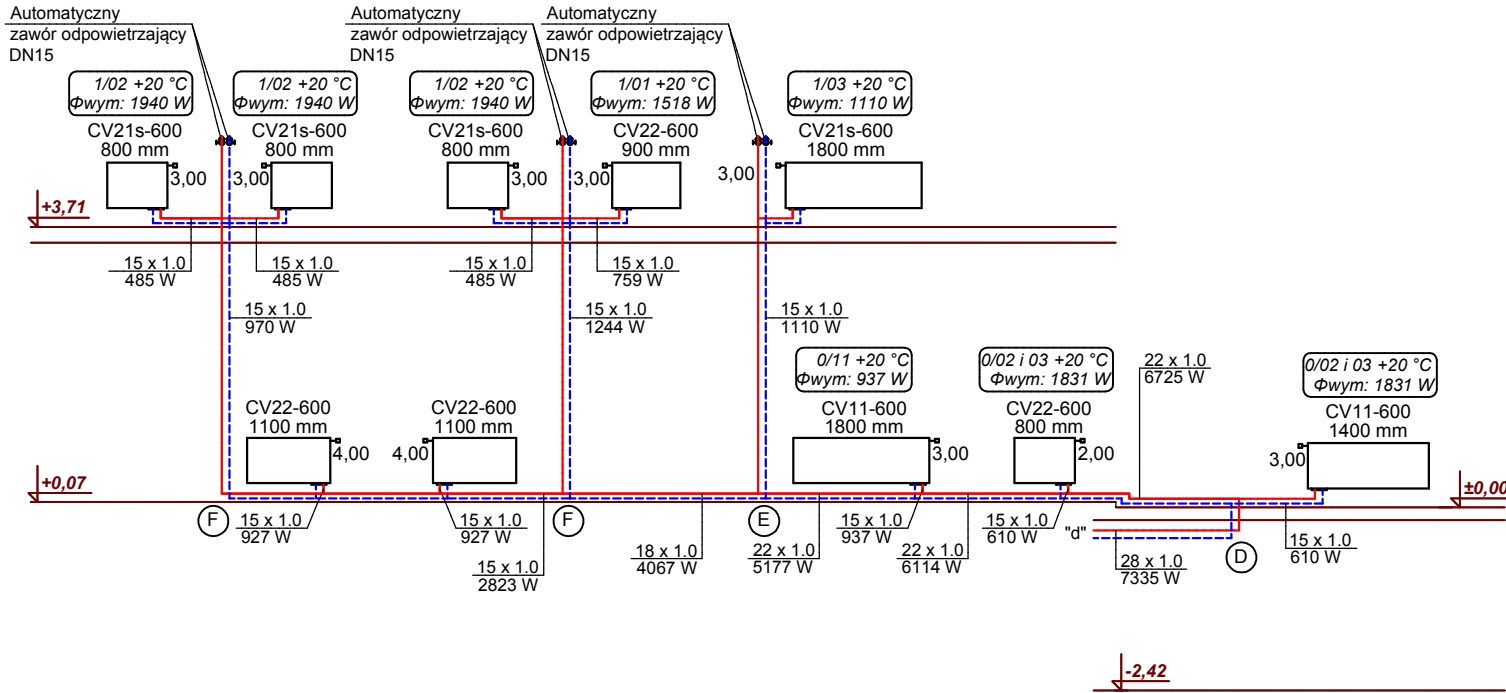 Automatyczny
zawór odpowietrzający
DN15
Automatyczny
zawór odpowietrzający
DN15
Automatyczny
zawór odpowietrzający
DN15
1/02 +20 °C
Φwym: 1940 W
CV21s-600
800 mm
3,00
1/02 +20 °C
Φwym: 1940 W
CV21s-600
800 mm
3,00
1/02 +20 °C
Φwym: 1940 W
CV21s-600
800 mm
3,00
1/01 +20 °C
Φwym: 1518 W
CV22-600
900 mm
3,00
1/03 +20 °C
Φwym: 1110 W
CV21s-600
1800 mm
3,00
+3,71
15 x 1.0
485 W
15 x 1.0
485 W
15 x 1.0
485 W
15 x 1.0
759 W
15 x 1.0
970 W
15 x 1.0
1244 W
15 x 1.0
1110 W
CV22-600
1100 mm
4,00
CV22-600
1100 mm
4,00
0/11 +20 °C
Φwym: 937 W
CV11-600
1800 mm
3,00
0/02 i 03 +20 °C
Φwym: 1831 W
CV22-600
800 mm
2,00
22 x 1.0
6725 W
0/02 i 03 +20 °C
Φwym: 1831 W
CV11-600
1400 mm
3,00
+0,07
±0,00
F
15 x 1.0
927 W
15 x 1.0
927 W
15 x 1.0
2823 W
F
18 x 1.0
4067 W
E
22 x 1.0
5177 W
15 x 1.0
937 W
22 x 1.0
6114 W
15 x 1.0
610 W
"d"
28 x 1.0
7335 W
D
15 x 1.0
610 W
-2,42